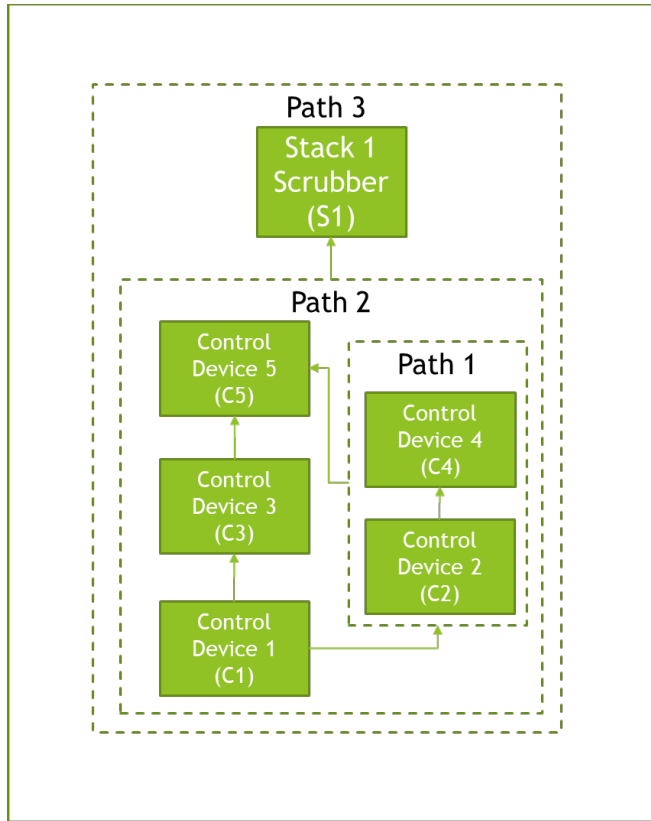 Path 3
Stack 1
Scrubber
(S1)
Path 2
Control
Device 5
(C5)
Path 1
Control
Device 4
(C4)
Control
Device 3
(C3)
Control
Device 2
(C2)
Control
Device 1
(C1)